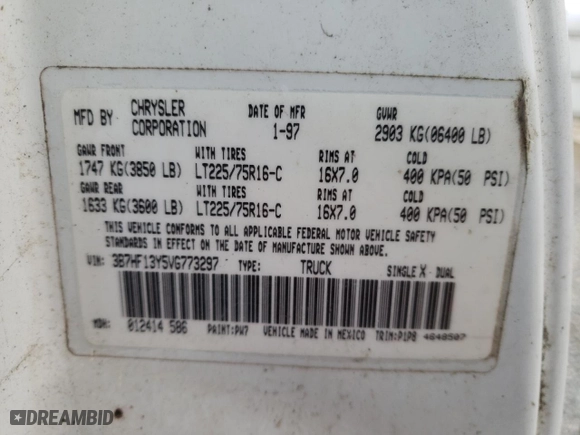 MFD BY CHRYSLER CORPORATION DATE OF MFR 1-97 GVWR 2903 KG(06400 LB)
GAWR FRONT WITH TIRES RIMS AT COLD
1747 KG(3850 LB) LT225/75R16-C 16X7.0 400 KPA(50 PSI)
GAWR REAR WITH TIRES RIMS AT COLD
1633 KG(3600 LB) LT225/75R16-C 16X7.0 400 KPA(50 PSI)
THIS VEHICLE CONFORMS TO ALL APPLICABLE FEDERAL MOTOR VEHICLE SAFETY
STANDARDS IN EFFECT ON THE DATE OF MANUFACTURE SHOWN ABOVE.
VIN: 3B7HF13Y5VG773297 TYPE: TRUCK SINGLE X DUAL
MDH: 012414 586 PAINT:PW7 VEHICLE MADE IN MEXICO TRIM:P1P8 4648507
DREAMBID